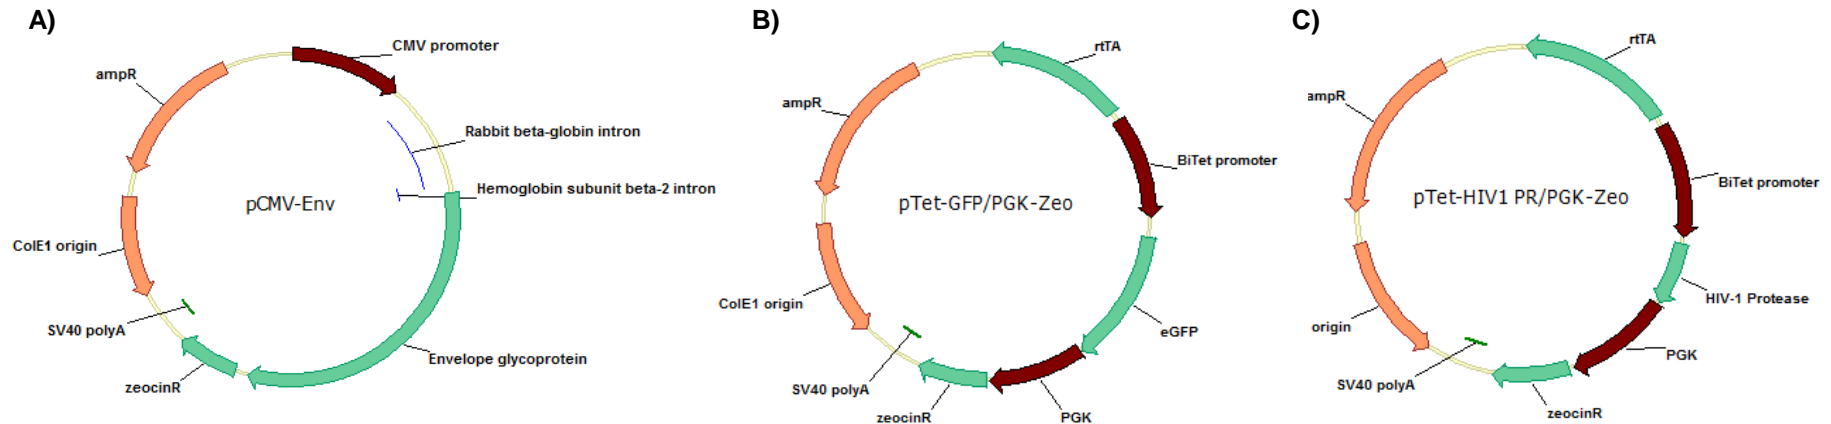 A)
CMV promoter
ampR
Rabbit beta-globin intron
Hemoglobin subunit beta-2 intron
pCMV-Env
ColE1 origin
SV40 polyA
Envelope glycoprotein
zeocinR
B)
rtTA
ampR
BiTet promoter
pTet-GFP/PGK-Zeo
ColE1 origin
eGFP
SV40 polyA
zeocinR
PGK
C)
rtTA
ampR
BiTet promoter
pTet-HIV1 PR/PGK-Zeo
HIV-1 Protease
origin
PGK
SV40 polyA
zeocinR